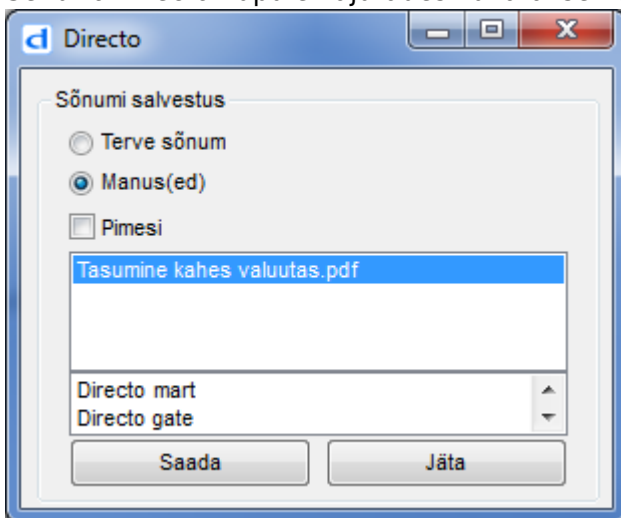 Directo
Sõnumi salvestus
Terve sõnum
Manus(ed)
Pimesi
Tasumine kahes valuutas.pdf
Directo mart
Directo gate
Saada
Jäta